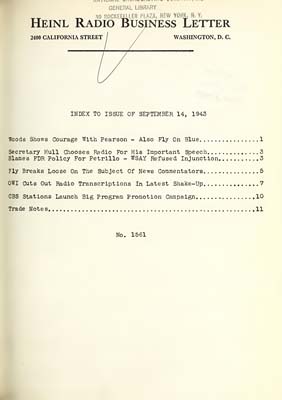 GENERAL LIBRARY
30 ROCKEFELLER PLAZA, NEW YORK, N. Y.
HEINL RADIO BUSINESS LETTER
2400 CALIFORNIA STREET WASHINGTON, D. C.
INDEX TO ISSUE OF SEPTEMBER 14, 1943
Woods Shows Courage With Pearson - Also Fly On Blue...............1
Secretary Hull Chooses Radio For His Important Speech.............3
Blames FDR Policy For Petrillo - WSAY Refused Injunction..........3
Fly Breaks Loose On The Subject Of News Commentators..............5
OWI Cuts Out Radio Transcriptions In Latest Shake-Up..............7
CBS Stations Launch Big Program Promotion Campaign...............10
Trade Notes......................................................11
No. 1561